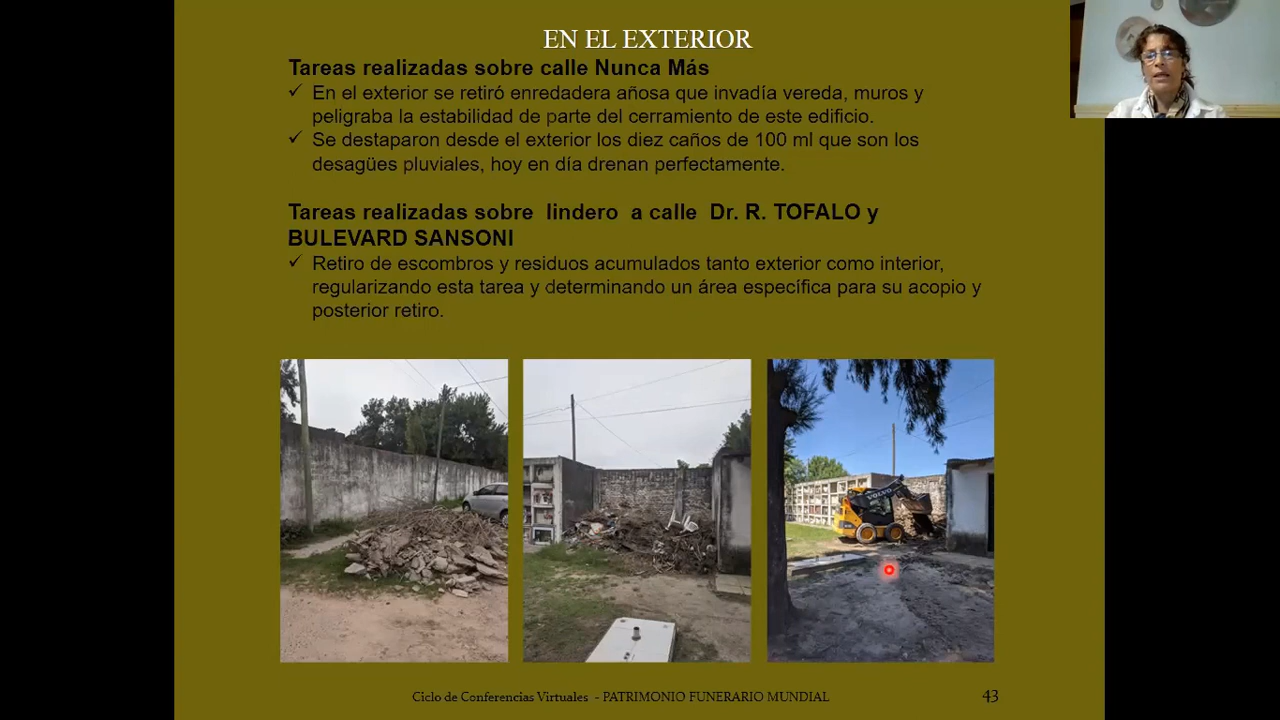 EN EL EXTERIOR
Tareas realizadas sobre calle Nunca Más
✓ En el exterior se retiró enredadera añosa que invadía vereda, muros y
peligraba la estabilidad de parte del cerramiento de este edificio.
✓ Se destaparon desde el exterior los diez caños de 100 ml que son los
desagües pluviales, hoy en día drenan perfectamente.
Tareas realizadas sobre lindero a calle Dr. R. TOFALO y
BULEVARD SANSONI
✓ Retiro de escombros y residuos acumulados tanto exterior como interior,
regularizando esta tarea y determinando un área específica para su acopio y
posterior retiro.
VOLVO
Ciclo de Conferencias Virtuales - PATRIMONIO FUNERARIO MUNDIAL
43